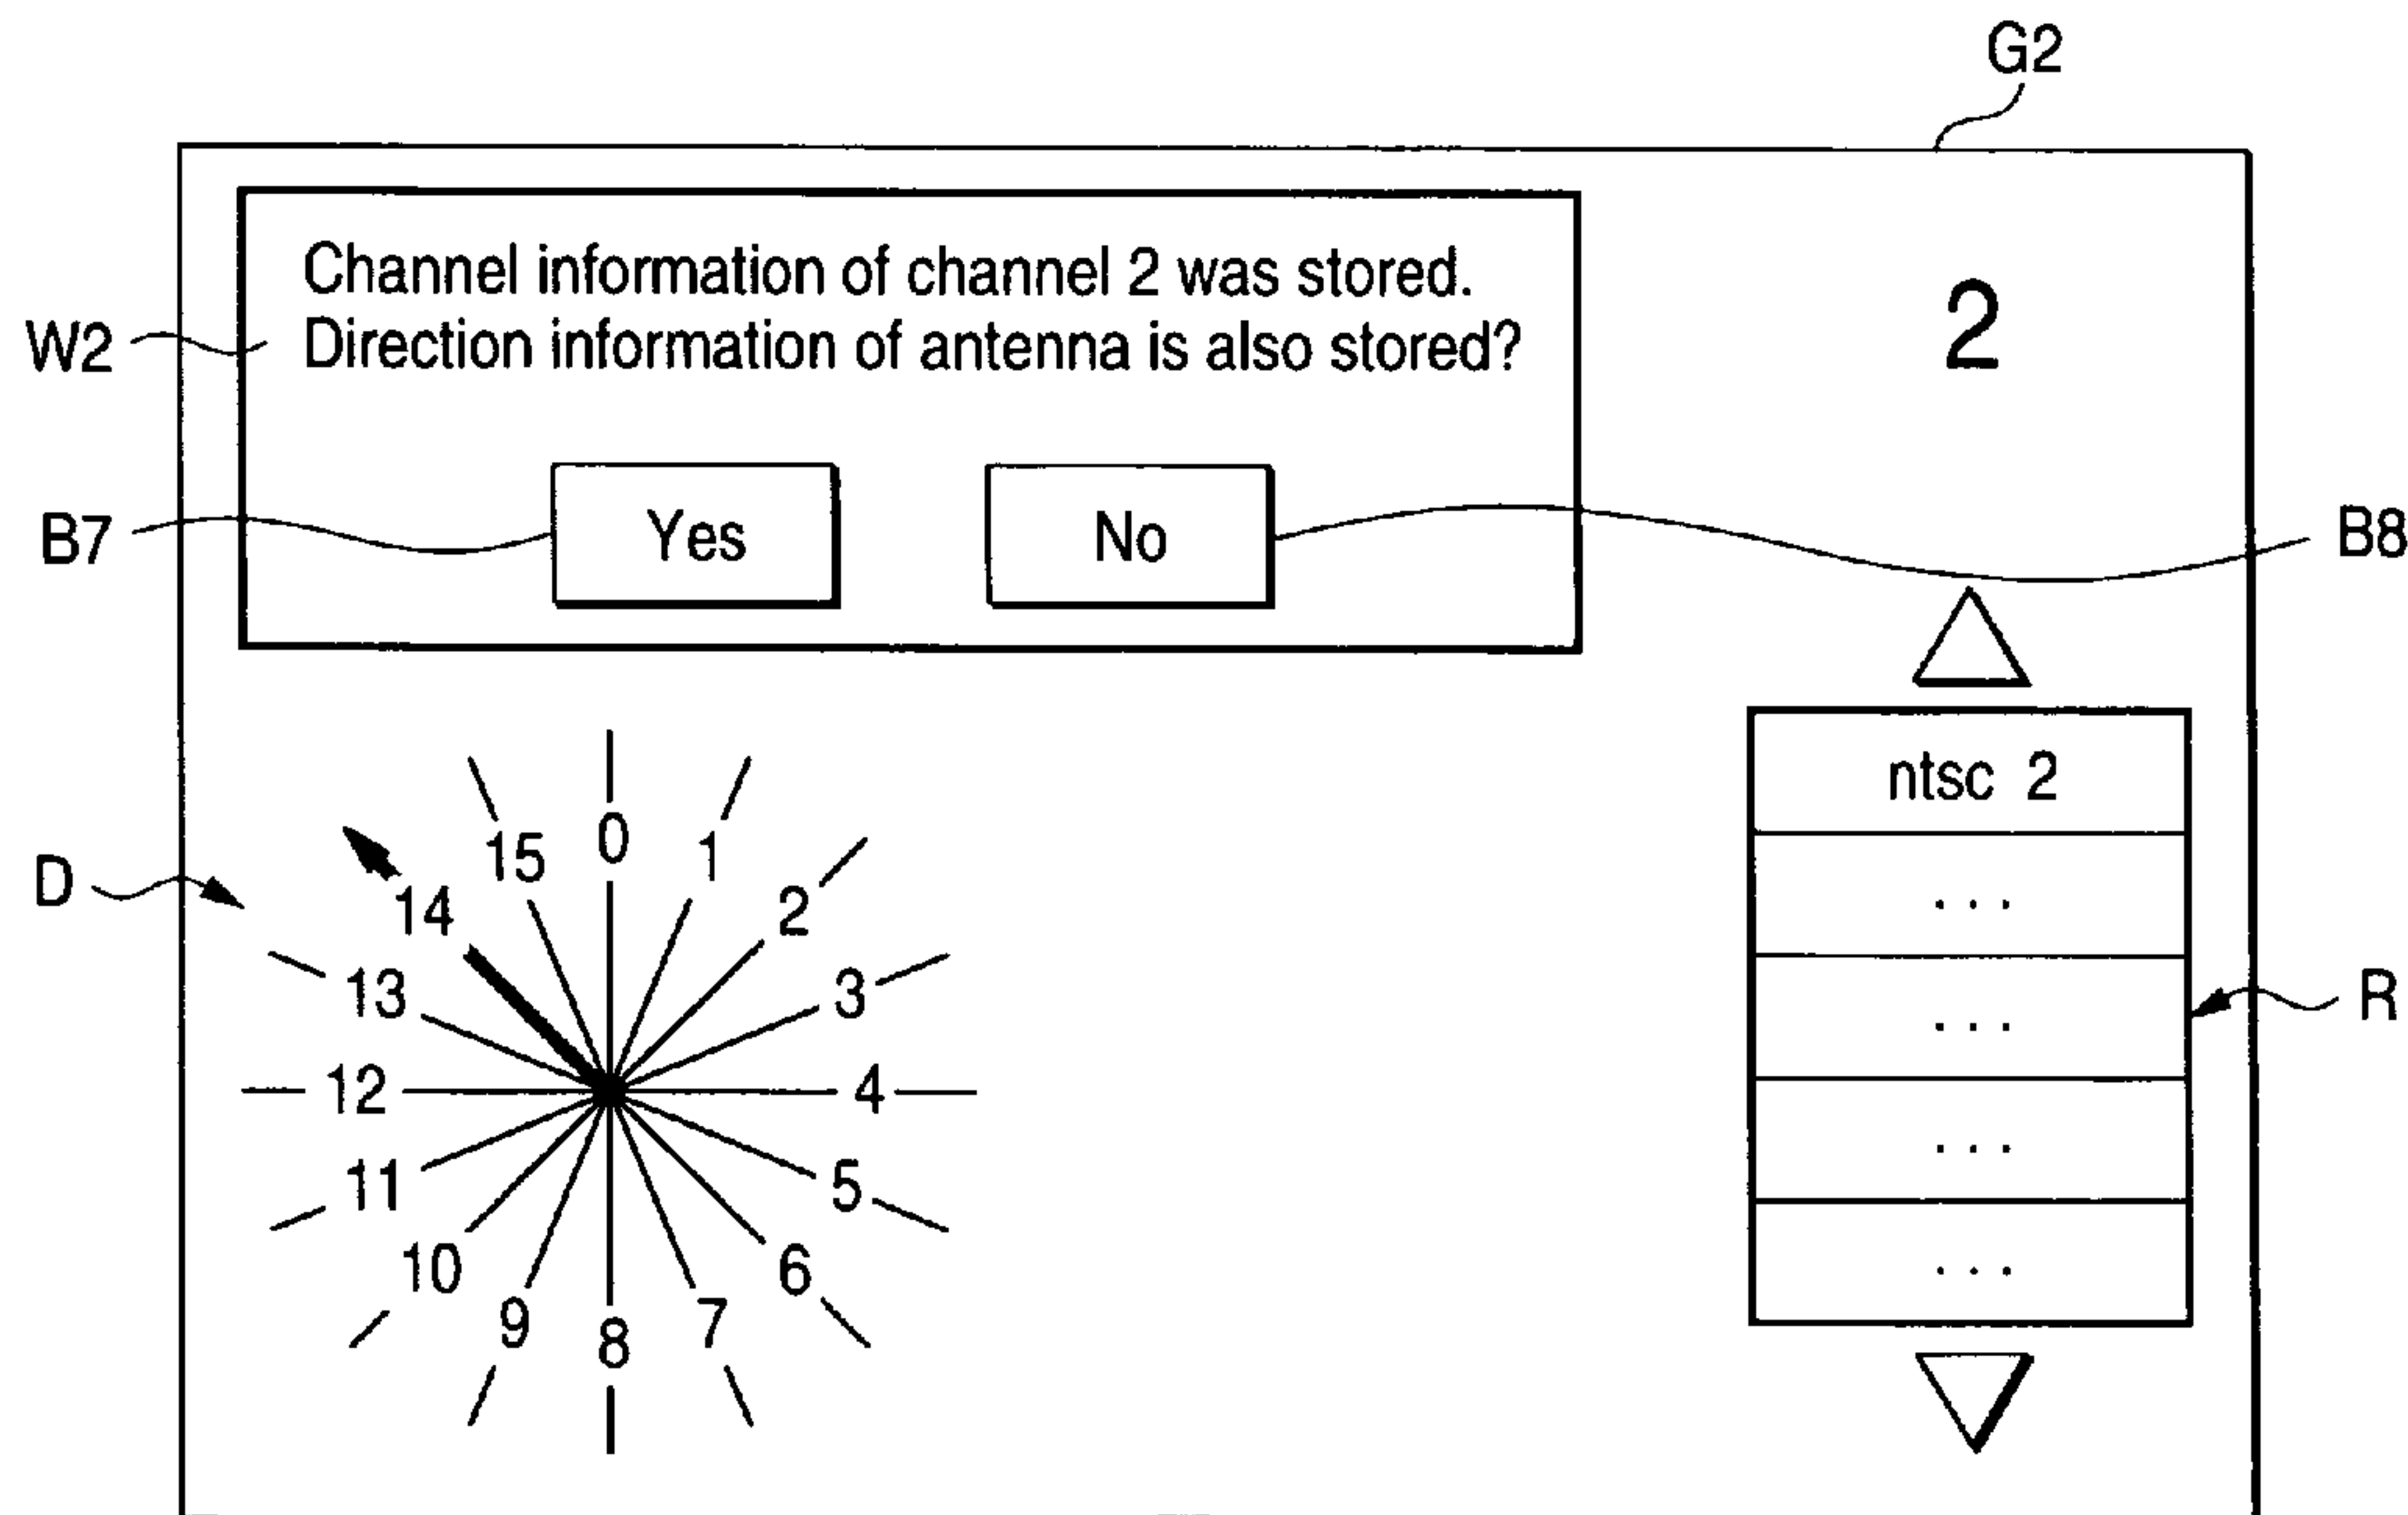 G2
Channel information of channel 2 was stored.
Direction information of antenna is also stored?
2
W2
Yes
No
B7
B8
ntsc 2
...
...
...
...
R
D
0
1
2
3
4
5
6
7
8
9
10
11
12
13
14
15